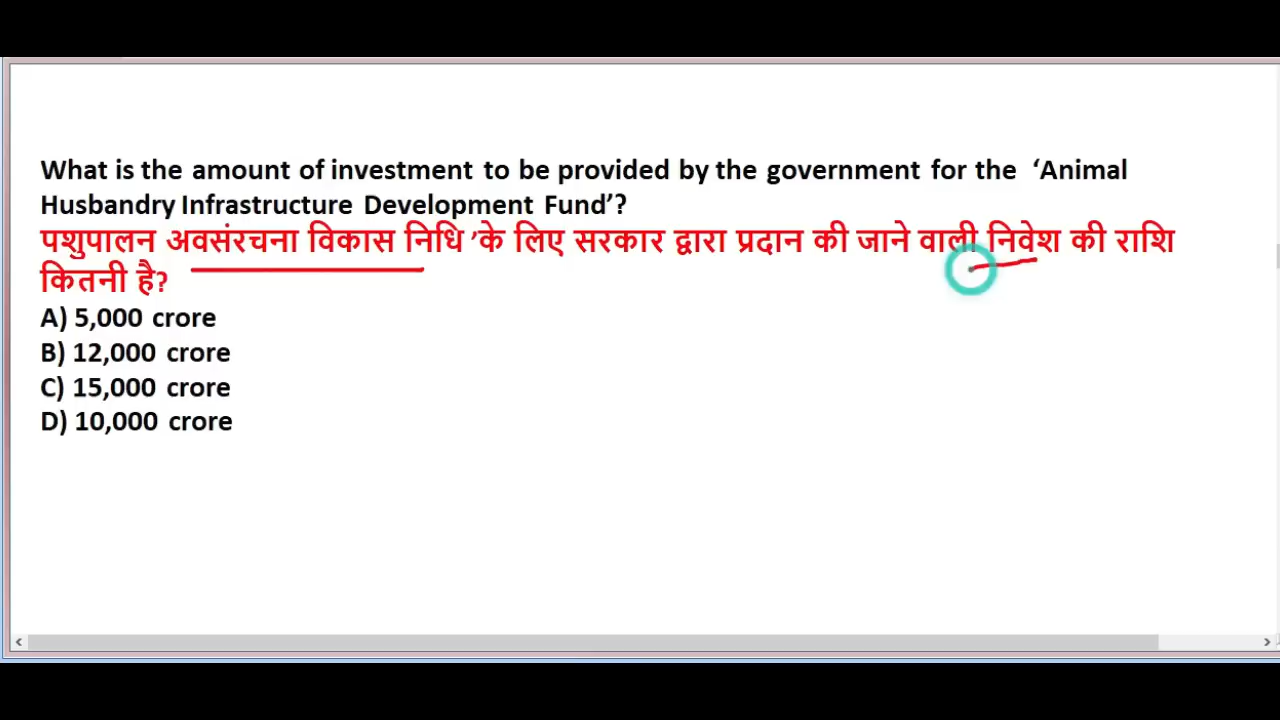 What is the amount of investment to be provided by the government for the ‘Animal
Husbandry Infrastructure Development Fund’?
पशुपालन अवसंरचना विकास निधि ’के लिए सरकार द्वारा प्रदान की जाने वाली निवेश की राशि
कितनी है?
A) 5,000 crore
B) 12,000 crore
C) 15,000 crore
D) 10,000 crore